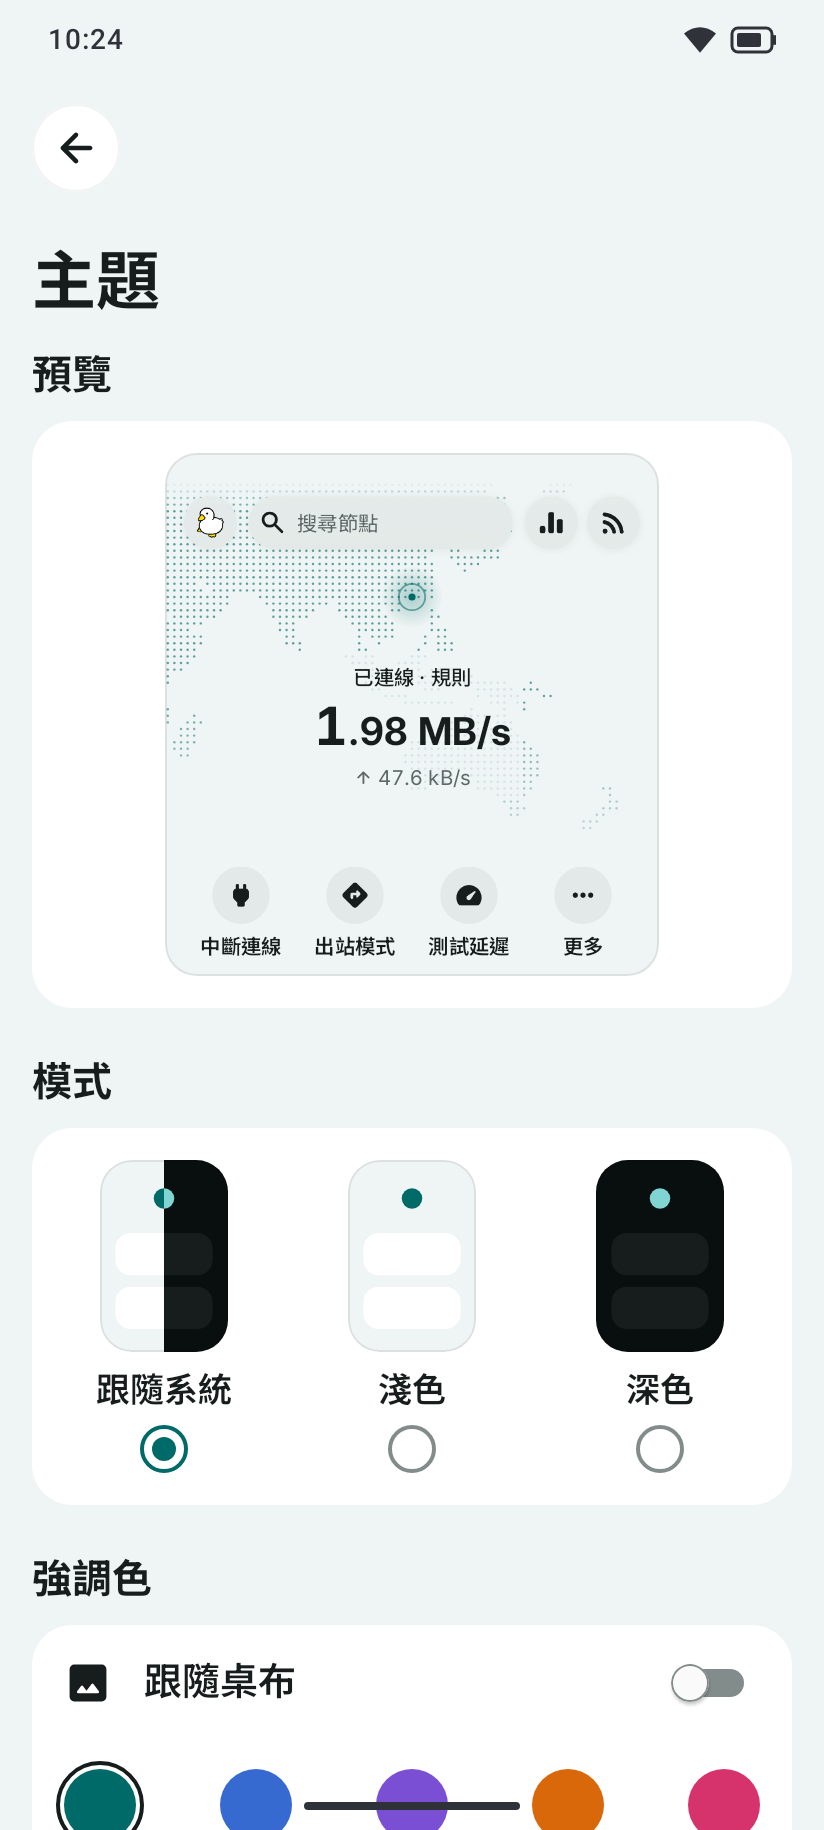 10:24
主題
預覽
搜尋節點
已連線 · 規則
1.98 MB/s
↑ 47.6 kB/s
中斷連線 出站模式 測試延遲 更多
模式
跟隨系統 淺色 深色
強調色
跟隨桌布